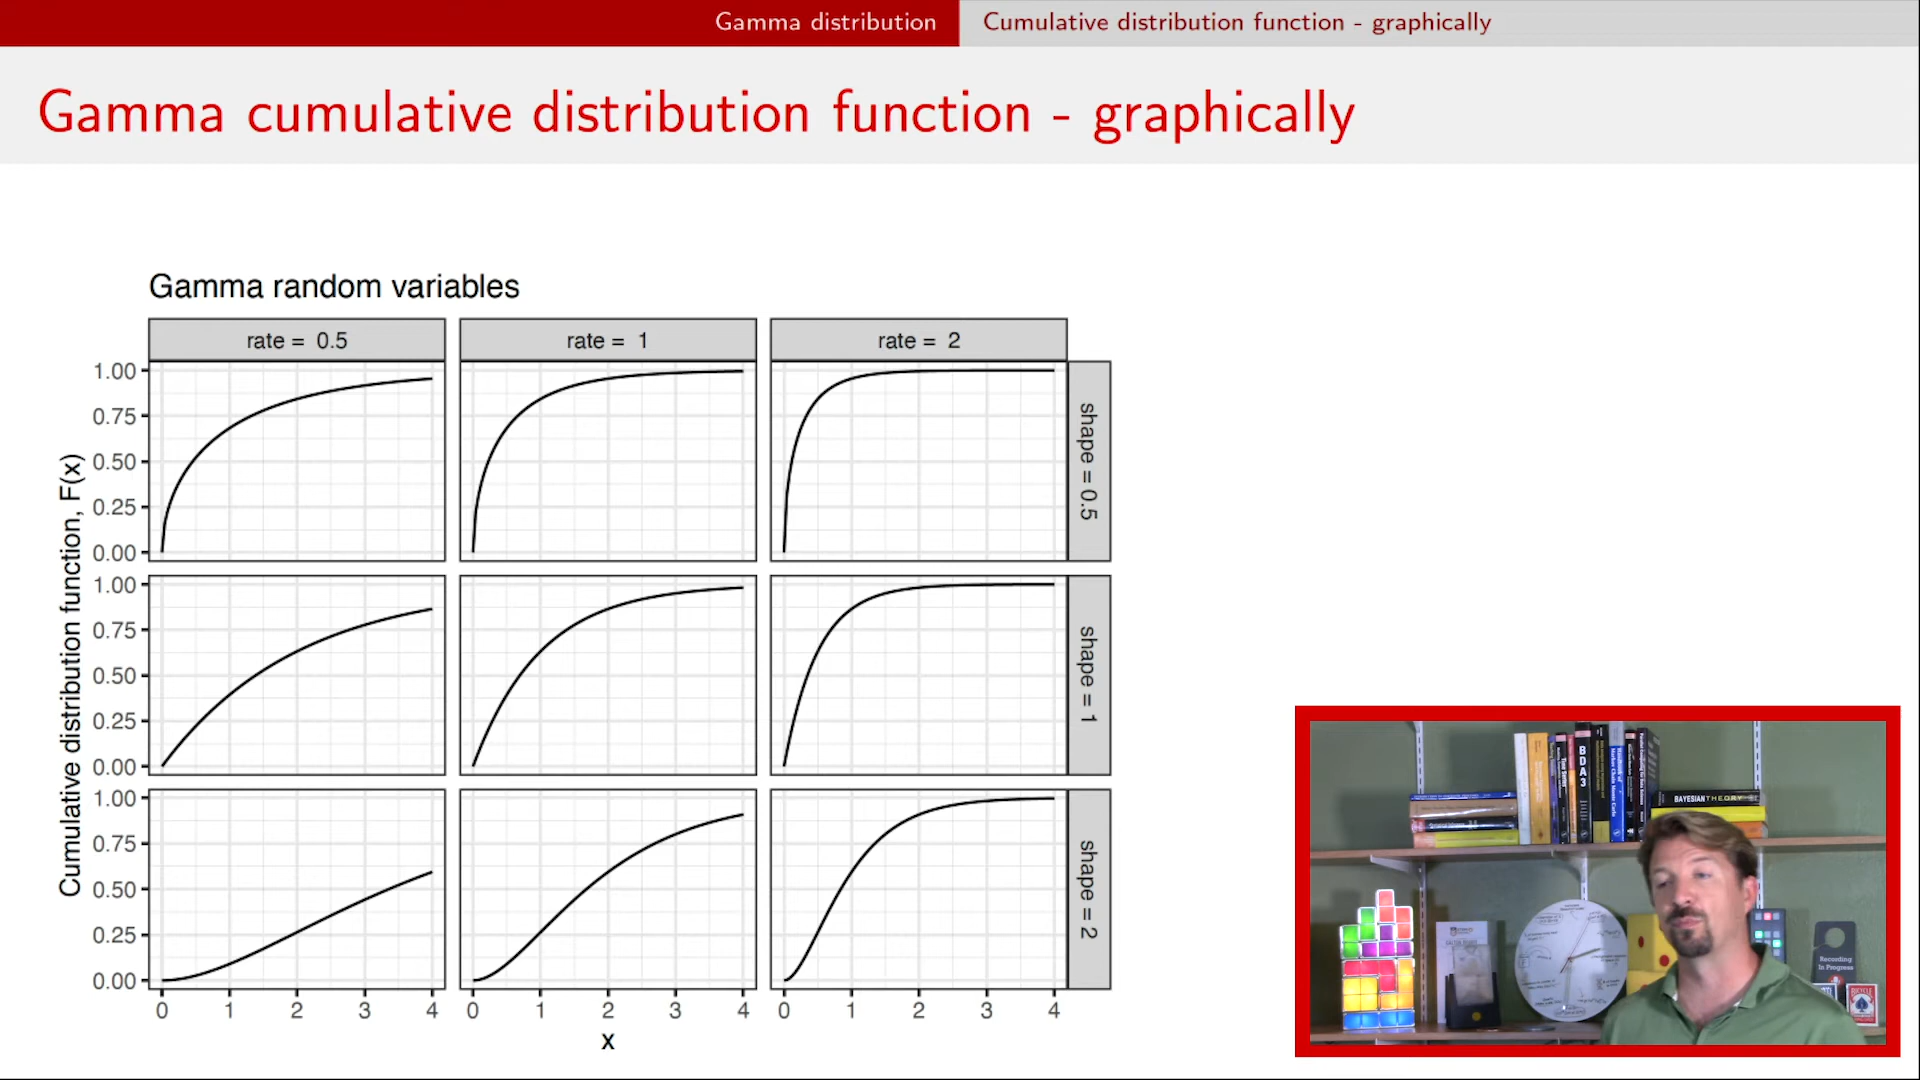 Gamma distribution
Cumulative distribution function - graphically
Gamma cumulative distribution function - graphically
Gamma random variables
rate = 0.5
rate = 1
rate = 2
Cumulative distribution function, F(x)
1.00
0.75
0.50
0.25
0.00
shape = 0.5
1.00
0.75
0.50
0.25
0.00
shape = 1
1.00
0.75
0.50
0.25
0.00
shape = 2
0 1 2 3 4
0 1 2 3 4
0 1 2 3 4
x
BDA3
BAYESIAN THEORY
Recording
In Progress
BICYCLE